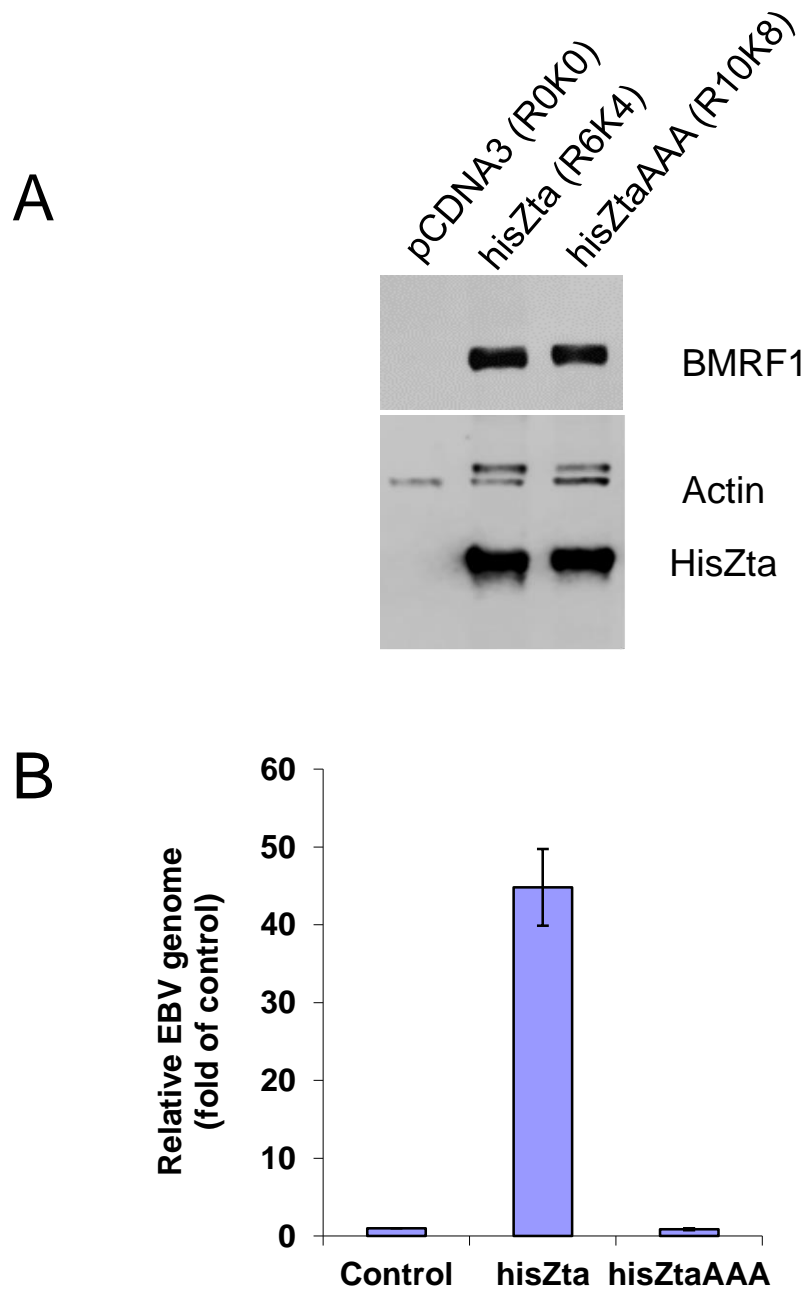 A
pCDNA3 (R0K0)
hisZta (R6K4)
hisZtaAAA (R10K8)
BMRF1
Actin
HisZta
B
Relative EBV genome
(fold of control)
60
50
40
30
20
10
0
Control hisZta hisZtaAAA